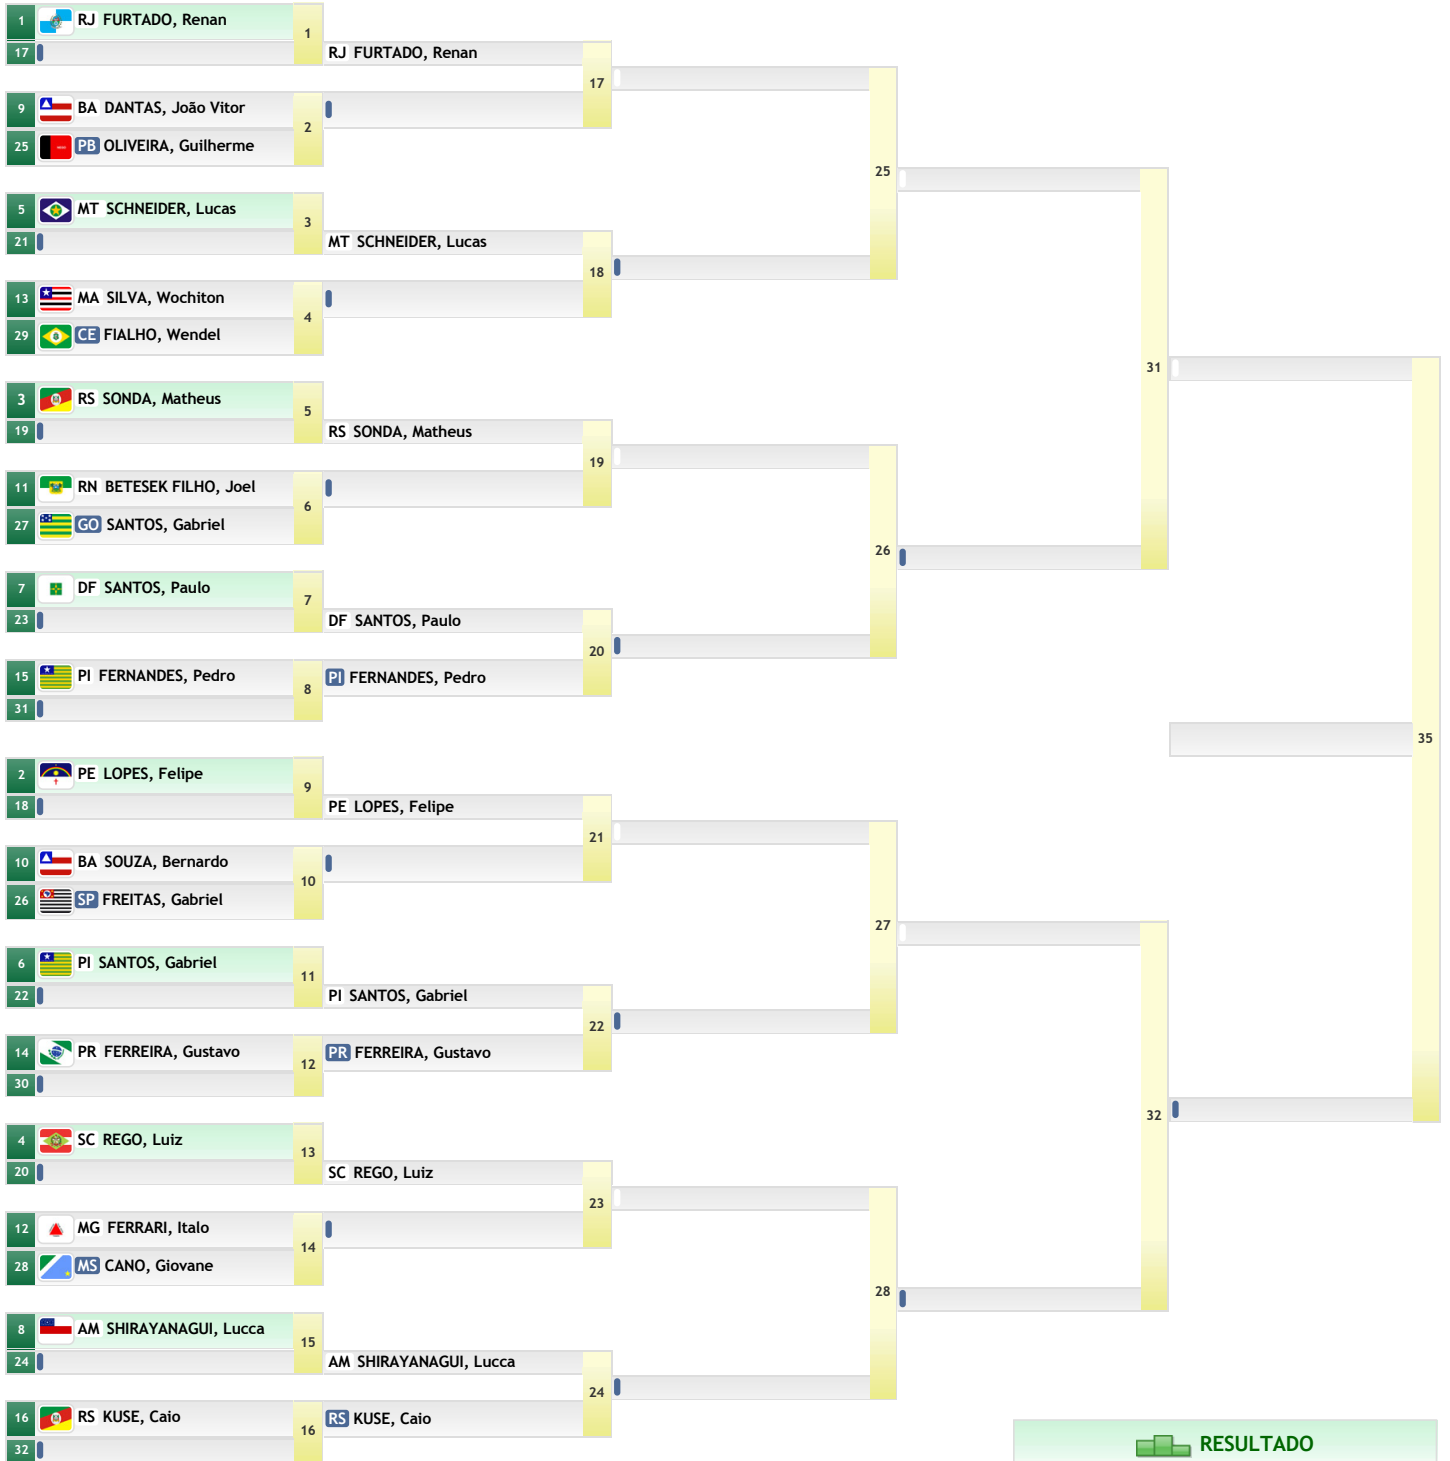 1 RJ FURTADO, Renan
1
17
RJ FURTADO, Renan
17
9 BA DANTAS, João Vitor
2
25 PB OLIVEIRA, Guilherme
25
5 MT SCHNEIDER, Lucas
3
21
MT SCHNEIDER, Lucas
18
13 MA SILVA, Wochiton
4
29 CE FIALHO, Wendel
31
3 RS SONDA, Matheus
5
19
RS SONDA, Matheus
19
11 RN BETESEK FILHO, Joel
6
27 GO SANTOS, Gabriel
26
7 DF SANTOS, Paulo
7
23
DF SANTOS, Paulo
20
15 PI FERNANDES, Pedro
8
PI FERNANDES, Pedro
31
35
2 PE LOPES, Felipe
9
18
PE LOPES, Felipe
21
10 BA SOUZA, Bernardo
10
26 SP FREITAS, Gabriel
27
6 PI SANTOS, Gabriel
11
22
PI SANTOS, Gabriel
22
14 PR FERREIRA, Gustavo
12
PR FERREIRA, Gustavo
30
32
4 SC REGO, Luiz
13
20
SC REGO, Luiz
23
12 MG FERRARI, Italo
14
28 MS CANO, Giovane
28
8 AM SHIRAYANAGUI, Lucca
15
24
AM SHIRAYANAGUI, Lucca
24
16 RS KUSE, Caio
16
RS KUSE, Caio
32
RESULTADO